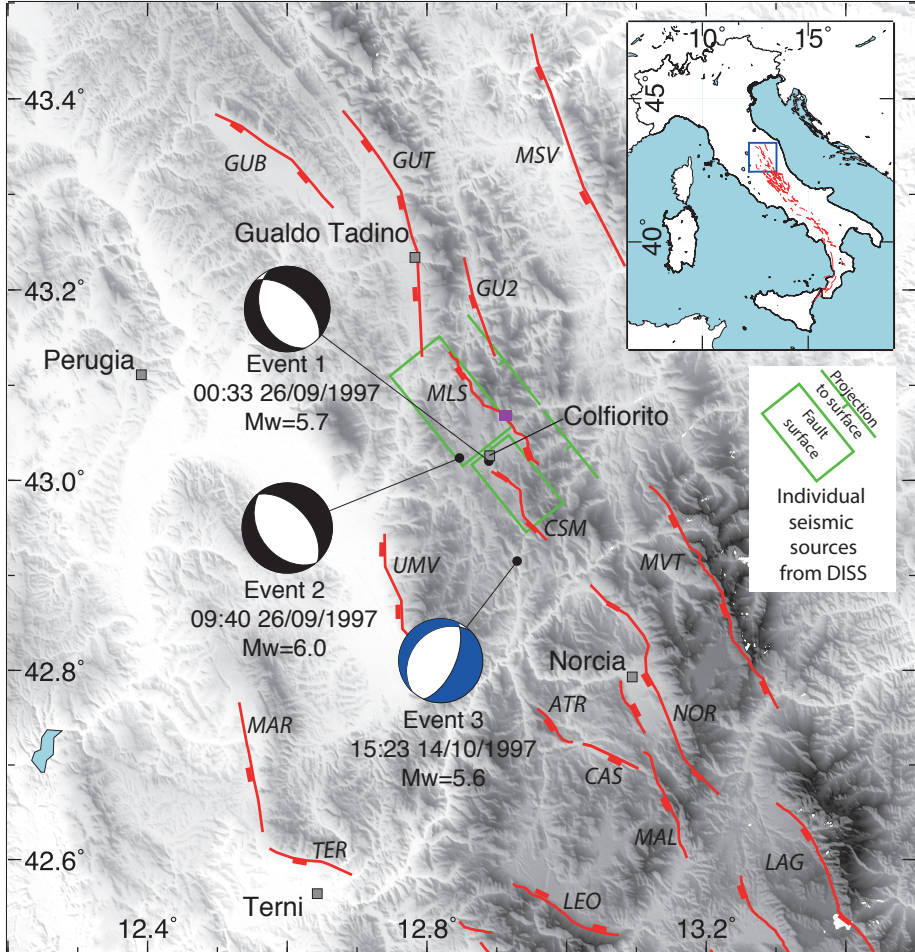 10°
15°
45°
40°
43.4°
43.2°
43.0°
42.8°
42.6°
12.4°
12.8°
13.2°
GUB
GUT
MSV
Gualdo Tadino
GU2
Perugia
Event 1
00:33 26/09/1997
Mw=5.7
MLS
Colfiorito
CSM
Event 2
09:40 26/09/1997
Mw=6.0
UMV
MVT
Norcia
Event 3
15:23 14/10/1997
Mw=5.6
ATR
NOR
CAS
MAR
MAL
TER
LAG
Terni
LEO
Projection
to surface
Fault
surface
Individual
seismic
sources
from DISS